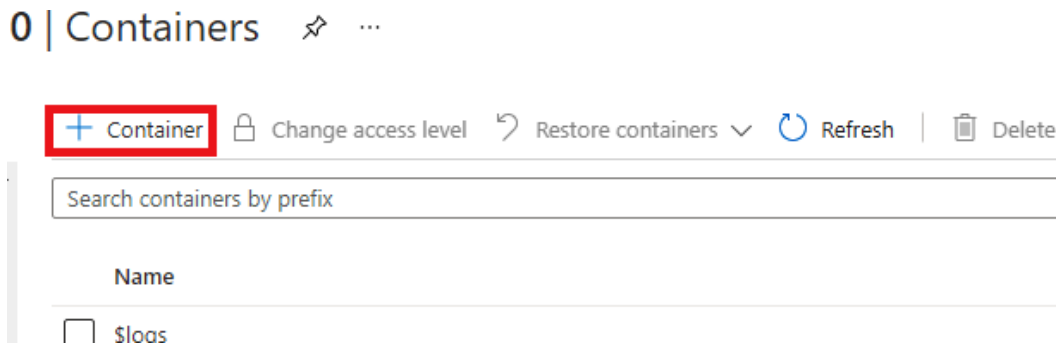 0 | Containers ...
+ Container Change access level Restore containers Refresh | Delete
Search containers by prefix
Name
$logs